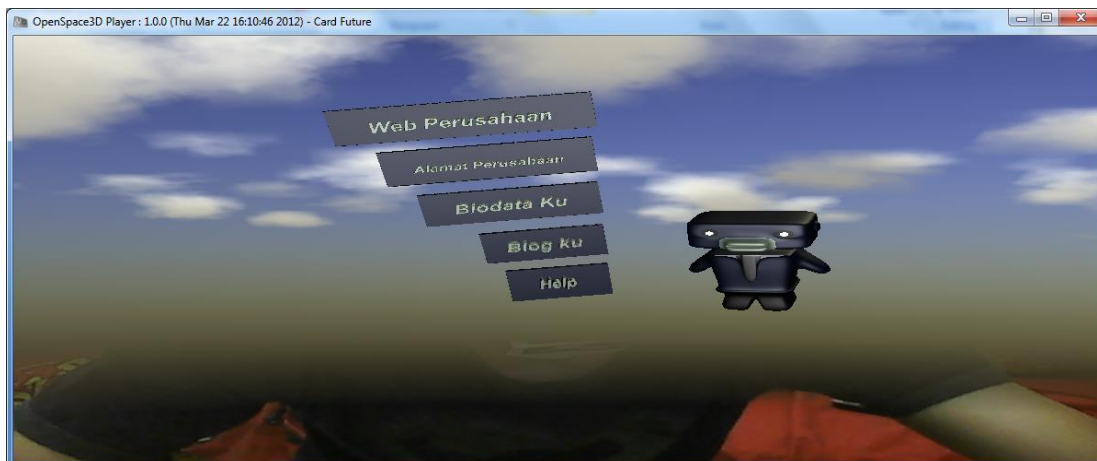 OpenSpace3D Player : 1.0.0 (Thu Mar 22 16:10:46 2012) - Card Future
Web Perusahaan
Alamat Perusahaan
Biodata Ku
Blog ku
Help